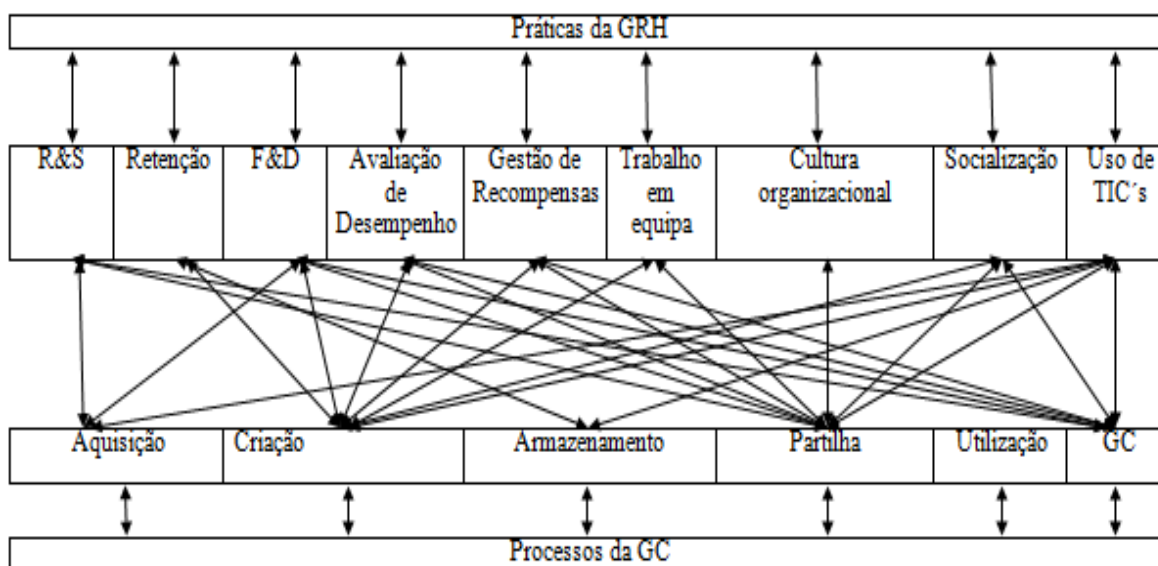 Práticas da GRH
R&S
Retenção
F&D
Avaliação
de
Desempenho
Gestão de
Recompensas
Trabalho
em
equipa
Cultura
organizacional
Socialização
Uso de
TIC´s
Aquisição
Criação
Armazenamento
Partilha
Utilização
GC
Processos da GC